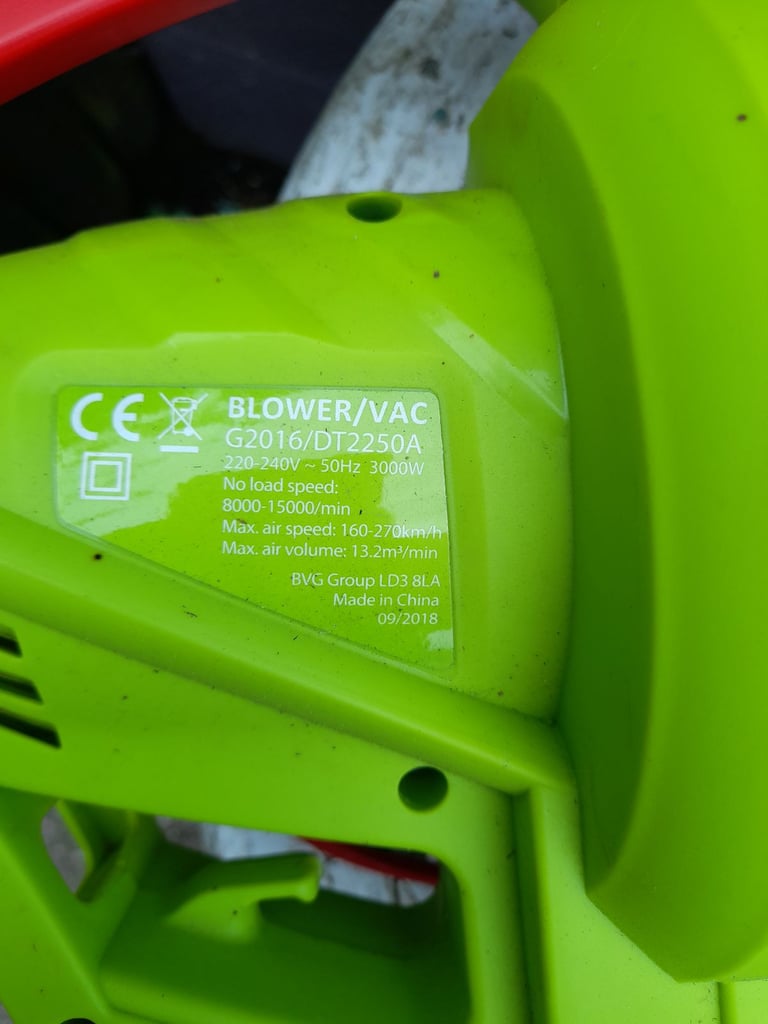 CE
BLOWER/VAC
G2016/DT2250A
220-240V ~ 50Hz 3000W
No load speed:
8000-15000/min
Max. air speed: 160-270km/h
Max. air volume: 13.2m³/min
BVG Group LD3 8LA
Made in China
09/2018